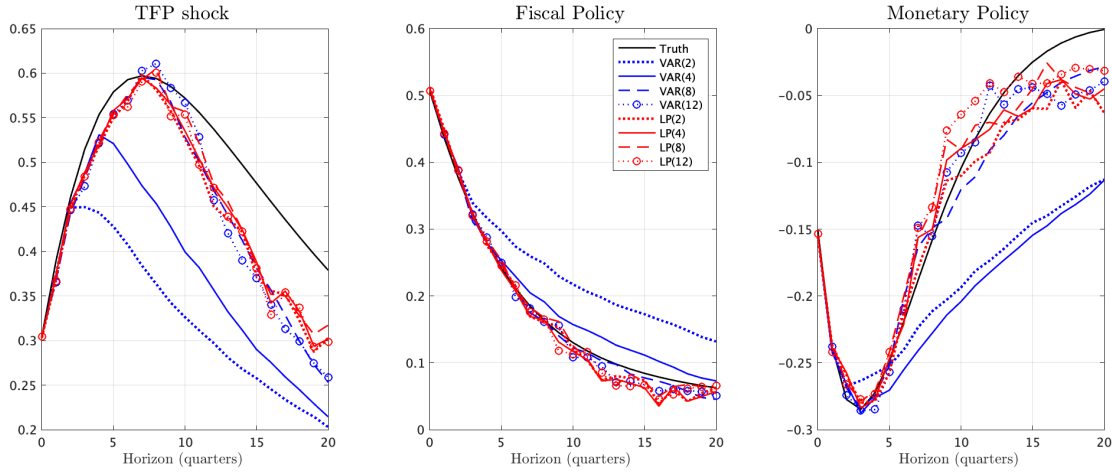 TFP shock
0.65
0.6
0.55
0.5
0.45
0.4
0.35
0.3
0.25
0.2
0 5 10 15 20
Horizon (quarters)
Fiscal Policy
0.6
0.5
0.4
0.3
0.2
0.1
0
0 5 10 15 20
Horizon (quarters)
Truth
VAR(2)
VAR(4)
VAR(8)
VAR(12)
LP(2)
LP(4)
LP(8)
LP(12)
Monetary Policy
0
−0.05
−0.1
−0.15
−0.2
−0.25
−0.3
0 5 10 15 20
Horizon (quarters)